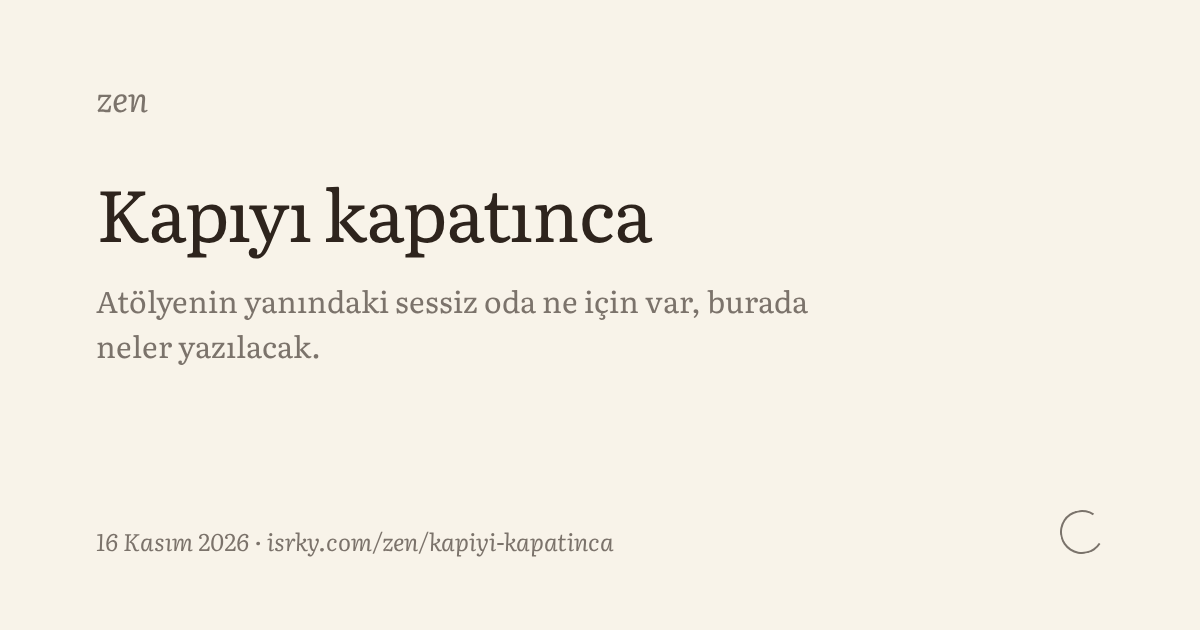 zen
Kapıyı kapatınca
Atölyenin yanındaki sessiz oda ne için var, burada
neler yazılacak.
16 Kasım 2026 · isrky.com/zen/kapiyi-kapatinca